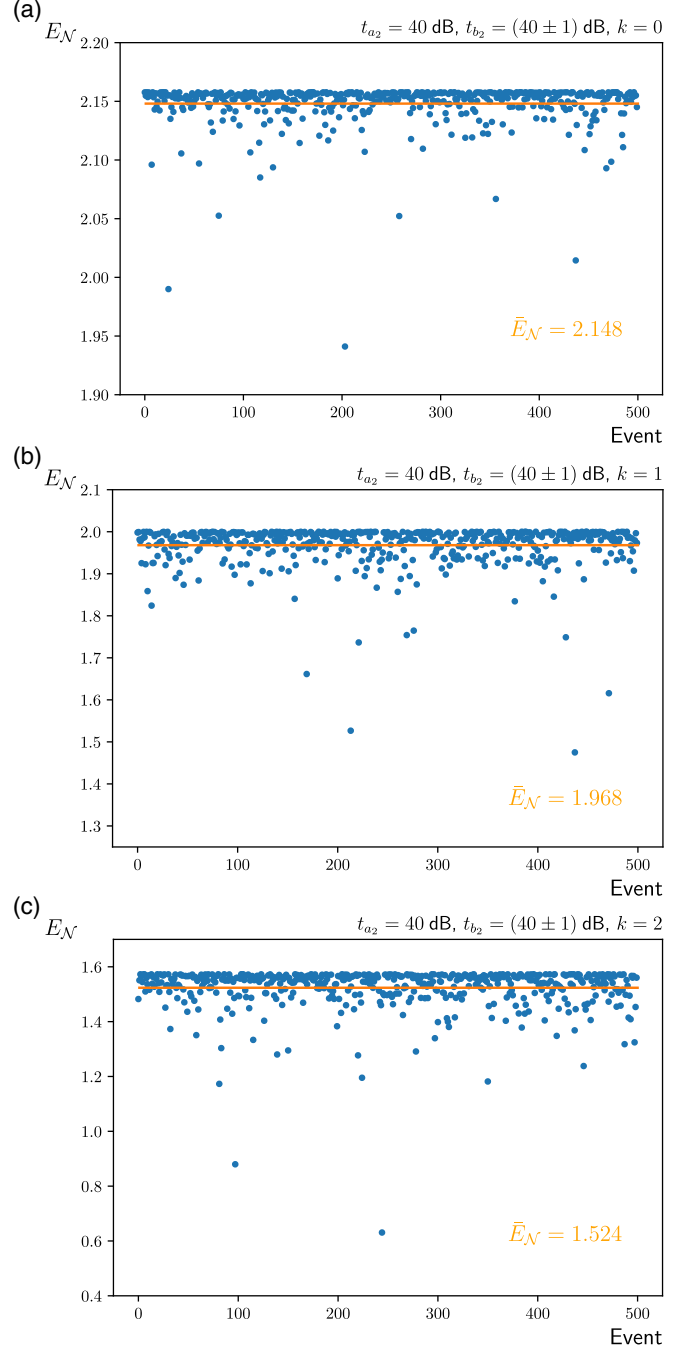 (a)
E_𝒩 t_{a_2} = 40 dB, t_{b_2} = (40 ± 1) dB, k = 0
2.20
2.15
2.10
2.05
2.00
1.95
1.90
Ē_𝒩 = 2.148
0 100 200 300 400 500
Event
(b)
E_𝒩 t_{a_2} = 40 dB, t_{b_2} = (40 ± 1) dB, k = 1
2.1
2.0
1.9
1.8
1.7
1.6
1.5
1.4
1.3
Ē_𝒩 = 1.968
0 100 200 300 400 500
Event
(c)
E_𝒩 t_{a_2} = 40 dB, t_{b_2} = (40 ± 1) dB, k = 2
1.6
1.4
1.2
1.0
0.8
0.6
0.4
Ē_𝒩 = 1.524
0 100 200 300 400 500
Event